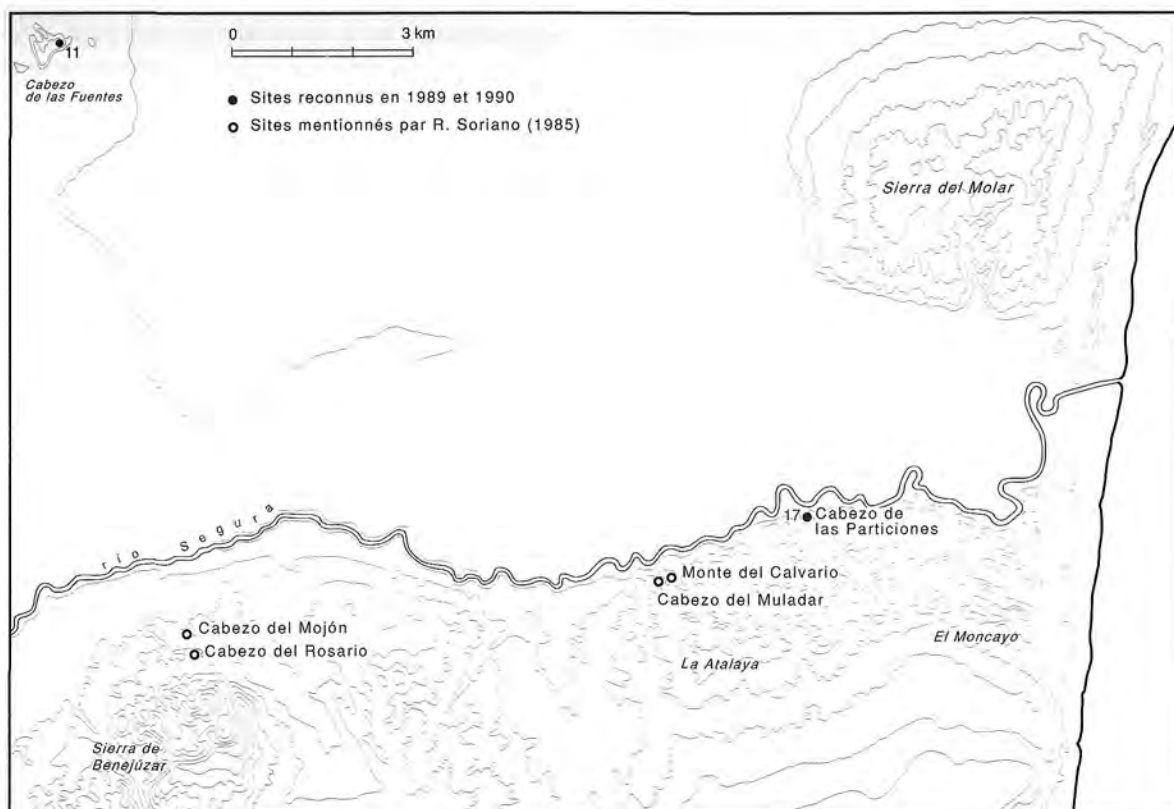 0 3 km
11
Cabezo
de las Fuentes
Sites reconnus en 1989 et 1990
Sites mentionnés par R. Soriano (1985)
Sierra del Molar
río Segura
17 Cabezo de
las Particiones
Monte del Calvario
Cabezo del Muladar
Cabezo del Mojón
Cabezo del Rosario
El Moncayo
La Atalaya
Sierra de
Benejúzar